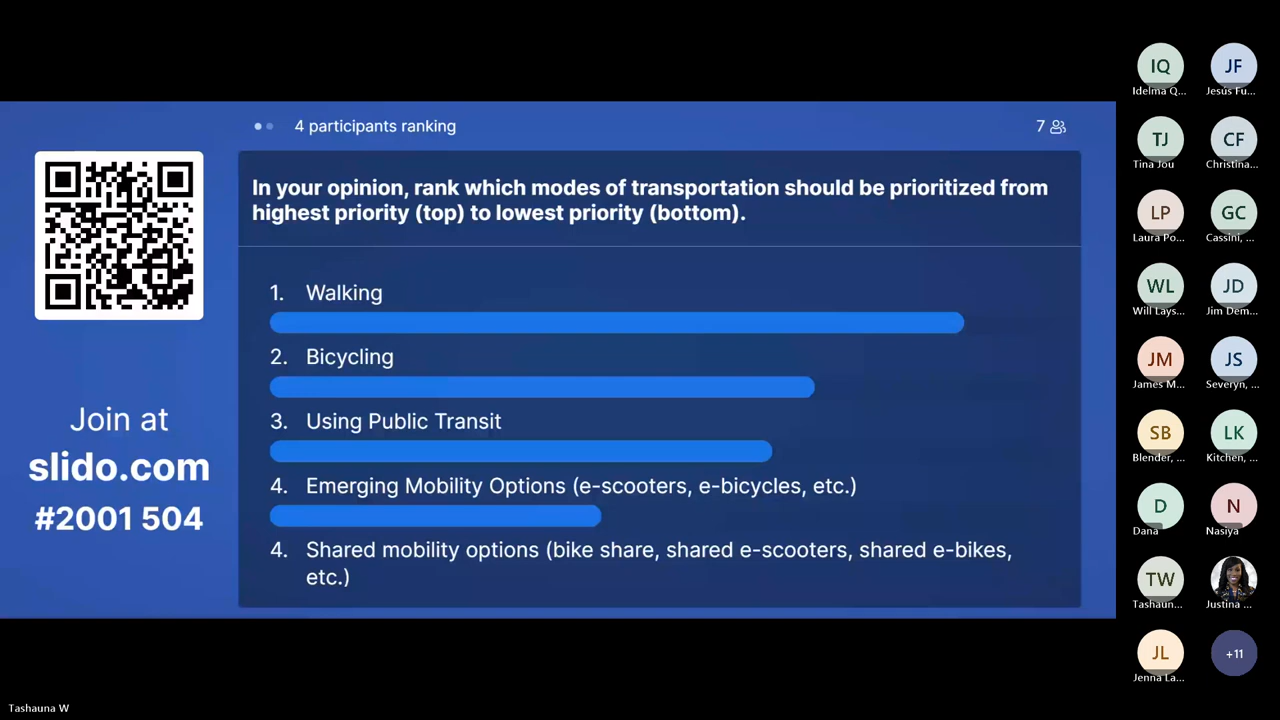 4 participants ranking
7
In your opinion, rank which modes of transportation should be prioritized from
highest priority (top) to lowest priority (bottom).
1. Walking
2. Bicycling
3. Using Public Transit
4. Emerging Mobility Options (e-scooters, e-bicycles, etc.)
4. Shared mobility options (bike share, shared e-scooters, shared e-bikes,
etc.)
Join at
slido.com
#2001 504
IQ
Idelma Q...
JF
Jesús Fu...
TJ
Tina Jou
CF
Christina...
LP
Laura Po...
GC
Cassini, ...
WL
Will Lays...
JD
Jim Dem...
JM
James M...
JS
Severyn, ...
SB
Blender, ...
LK
Kitchen, ...
D
Dana
N
Nasiya
TW
Tashaun...
Justina ...
JL
Jenna La...
+11
Tashauna W